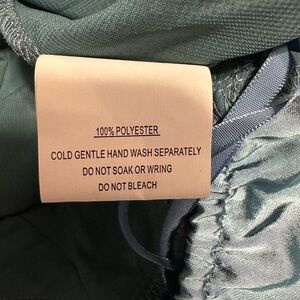 100% POLYESTER
COLD GENTLE HAND WASH SEPARATELY
DO NOT SOAK OR WRING
DO NOT BLEACH